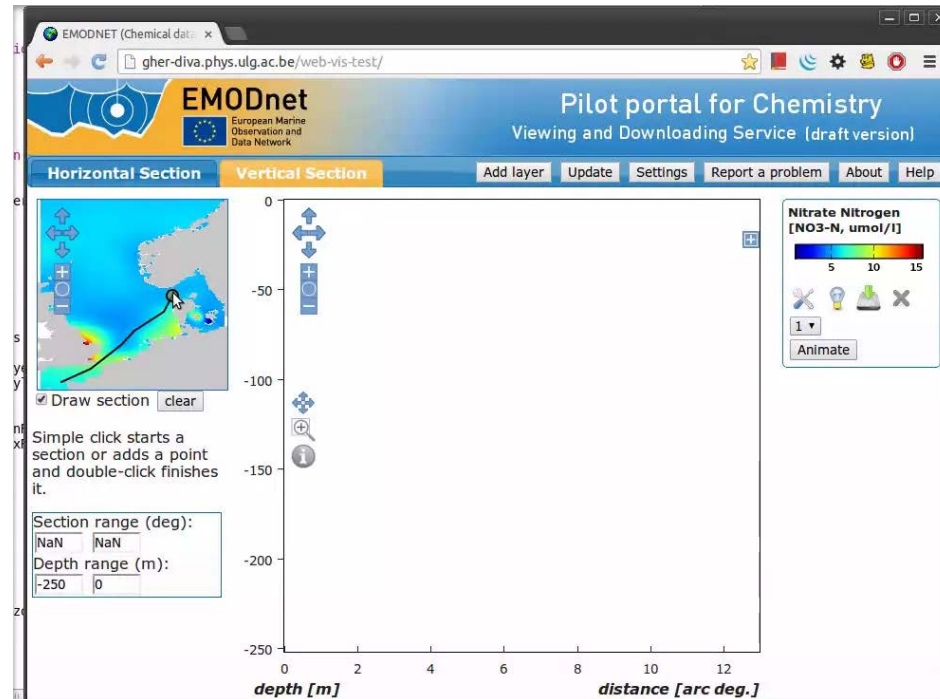 EMODNET (Chemical data
gher-diva.phys.ulg.ac.be/web-vis-test/
EMODnet
European Marine
Observation and
Data Network
Pilot portal for Chemistry
Viewing and Downloading Service (draft version)
Horizontal Section
Vertical Section
Add layer
Update
Settings
Report a problem
About
Help
Draw section
clear
Simple click starts a
section or adds a point
and double-click finishes
it.
Section range (deg):
NaN NaN
Depth range (m):
-250 0
0
-50
-100
-150
-200
-250
0 2 4 6 8 10 12
depth [m]
distance [arc deg.]
Nitrate Nitrogen
[NO3-N, umol/l]
5 10 15
1
Animate